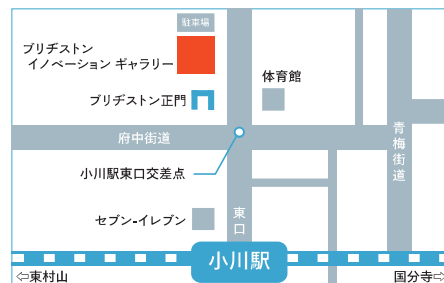 駐車場
ブリヂストン
イノベーション ギャラリー
体育館
ブリヂストン正門
府中街道
青梅街道
小川駅東口交差点
セブン-イレブン
東口
小川駅
⇦東村山
国分寺⇨